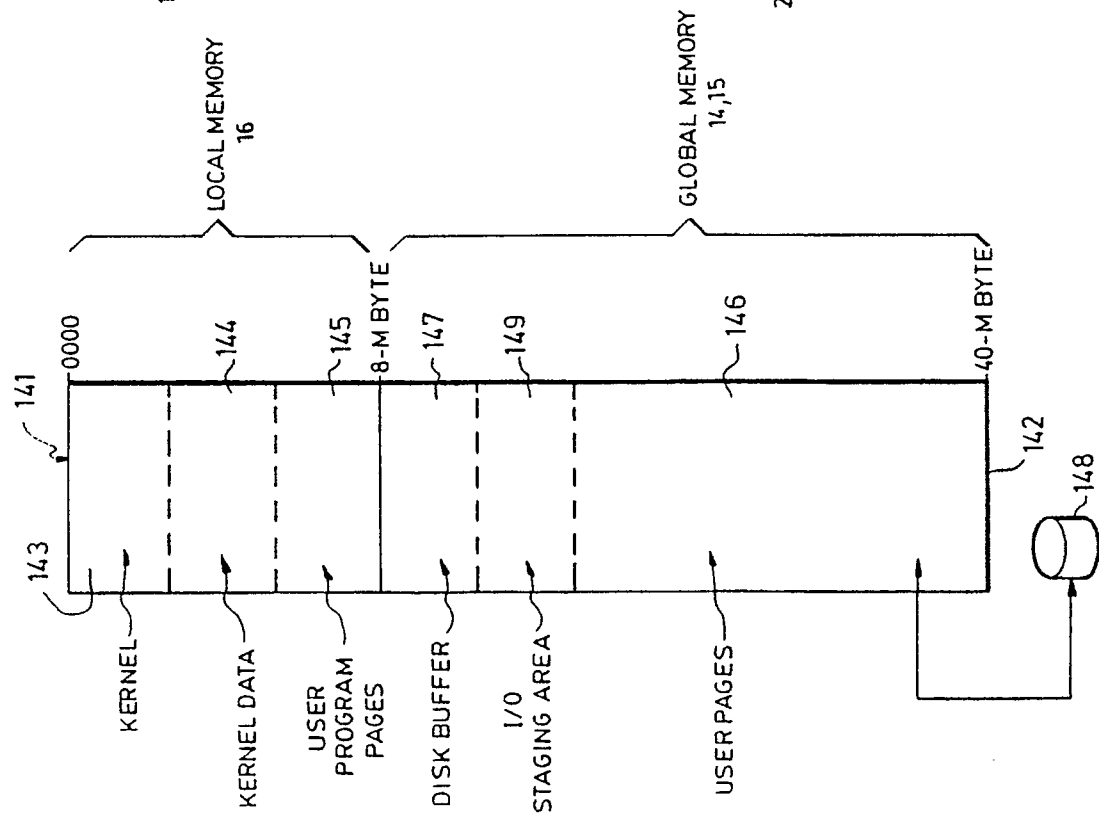 141
0000
143
KERNEL
LOCAL MEMORY
16
144
KERNEL DATA
145
USER
PROGRAM
PAGES
8-M BYTE
147
DISK BUFFER
149
I/O
STAGING AREA
GLOBAL MEMORY
14,15
146
USER PAGES
40-M BYTE
142
148
2